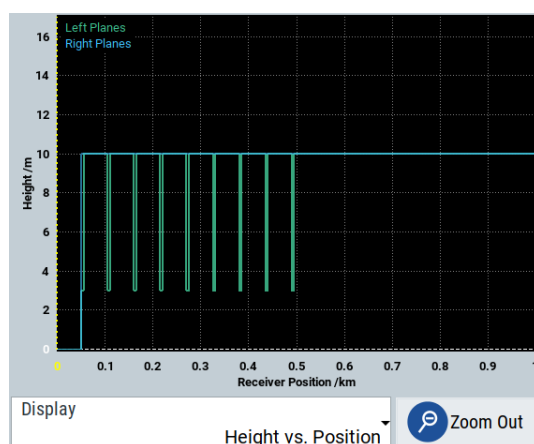 Left Planes
Right Planes
16
14
12
10
8
6
4
2
0
Height /m
0 0.1 0.2 0.3 0.4 0.5 0.6 0.7 0.8 0.9 1
Receiver Position /km
Display
Height vs. Position
Zoom Out